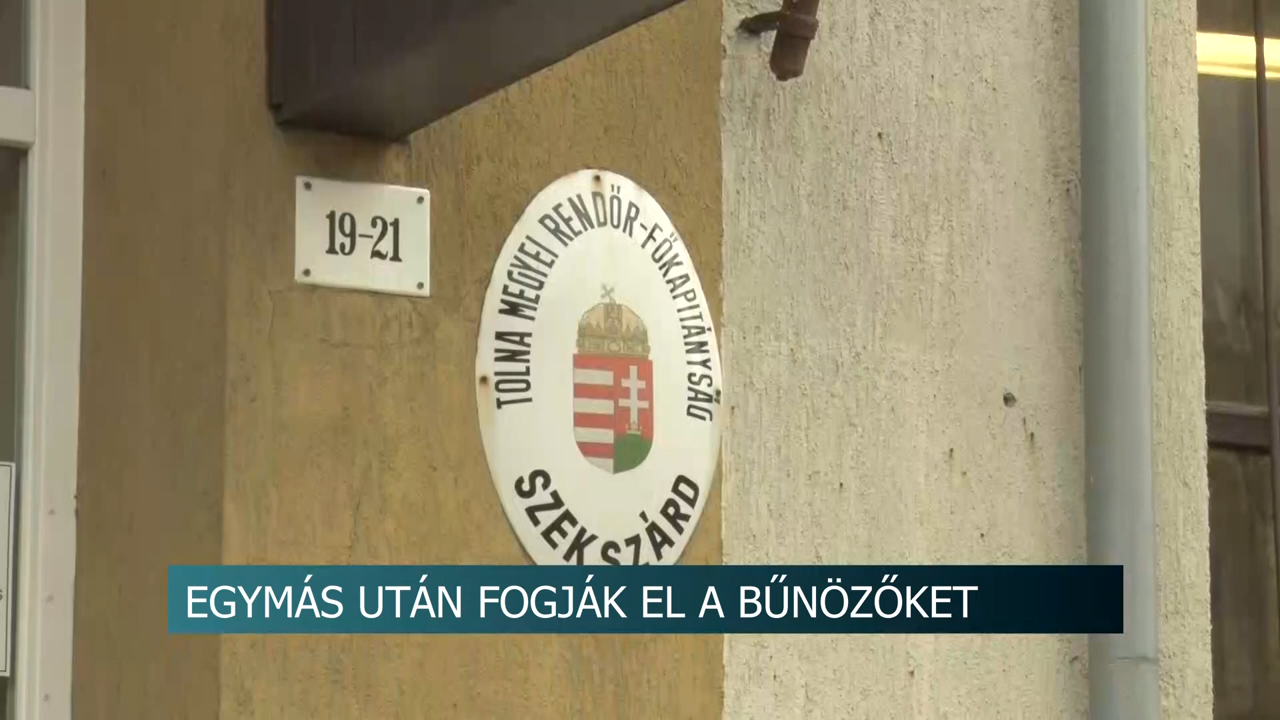 19-21
TOLNA MEGYEI RENDŐR-FŐKAPITÁNYSÁG
SZEKSZÁRD
EGYMÁS UTÁN FOGJÁK EL A BŰNÖZŐKET